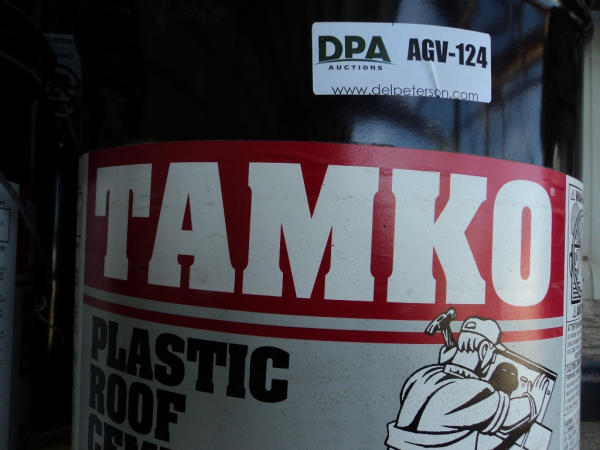 DPA
AUCTIONS
AGV-124
www.delpeterson.com
TAMKO®
PLASTIC
ROOF